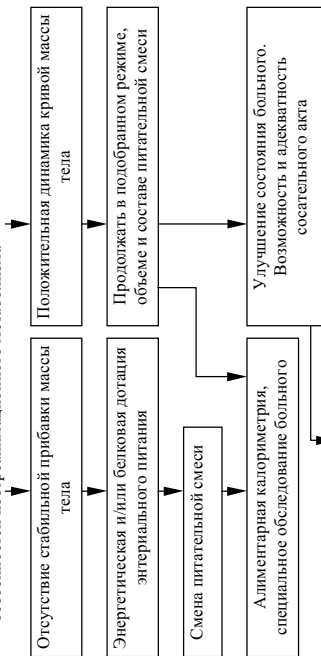 Отсутствие стабильной прибавки массы
тела
Положительная динамика кривой массы
тела
Энергетическая и/или белковая дотация
энтериального питания
Продолжать в подобранном режиме,
объеме и составе питательной смеси
Смена питательной смеси
Алиментарная калориметрия,
специальное обследование больного
Улучшение состояния больного.
Возможность и адекватность
сосательного акта